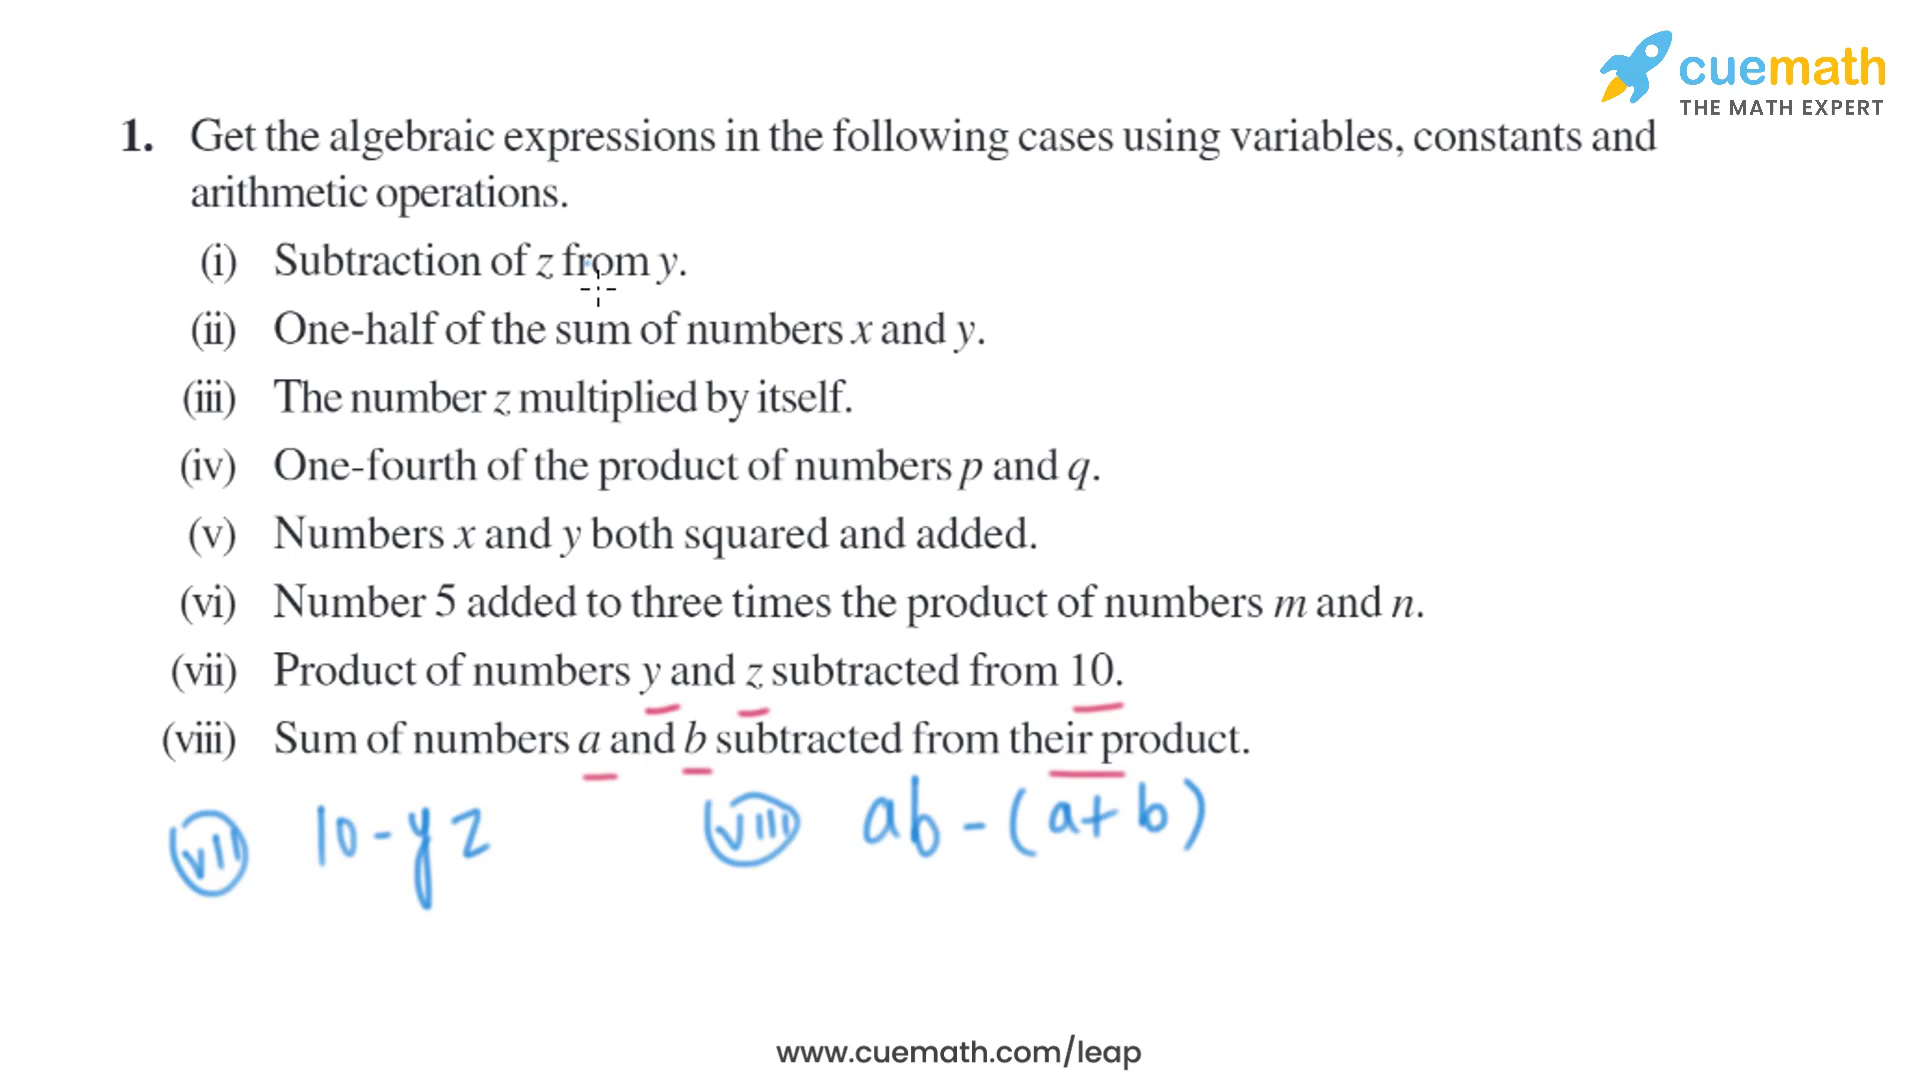 cuemath
THE MATH EXPERT
1. Get the algebraic expressions in the following cases using variables, constants and
arithmetic operations.
(i) Subtraction of z from y.
(ii) One-half of the sum of numbers x and y.
(iii) The number z multiplied by itself.
(iv) One-fourth of the product of numbers p and q.
(v) Numbers x and y both squared and added.
(vi) Number 5 added to three times the product of numbers m and n.
(vii) Product of numbers y and z subtracted from 10.
(viii) Sum of numbers a and b subtracted from their product.
vii 10 - yz viii ab - (a + b)
www.cuemath.com/leap